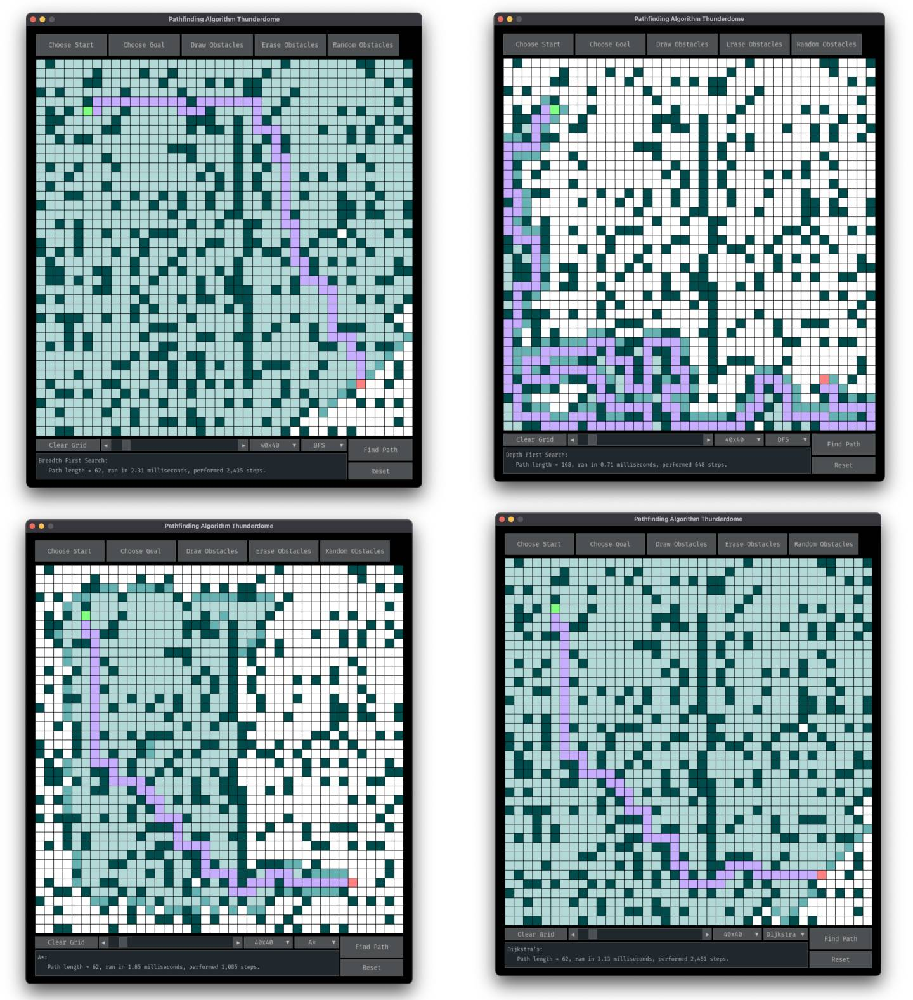 Pathfinding Algorithm Thunderdome
Choose Start Choose Goal Draw Obstacles Erase Obstacles Random Obstacles
Clear Grid 40x40 BFS Find Path
Breadth First Search:
Path length = 62, ran in 2.31 milliseconds, performed 2,435 steps.
Reset
Pathfinding Algorithm Thunderdome
Choose Start Choose Goal Draw Obstacles Erase Obstacles Random Obstacles
Clear Grid 40x40 DFS Find Path
Depth First Search:
Path length = 168, ran in 0.71 milliseconds, performed 648 steps.
Reset
Pathfinding Algorithm Thunderdome
Choose Start Choose Goal Draw Obstacles Erase Obstacles Random Obstacles
Clear Grid 40x40 A* Find Path
A*:
Path length = 62, ran in 1.85 milliseconds, performed 1,085 steps.
Reset
Pathfinding Algorithm Thunderdome
Choose Start Choose Goal Draw Obstacles Erase Obstacles Random Obstacles
Clear Grid 40x40 Dijkstra Find Path
Dijkstra's:
Path length = 62, ran in 3.13 milliseconds, performed 2,451 steps.
Reset